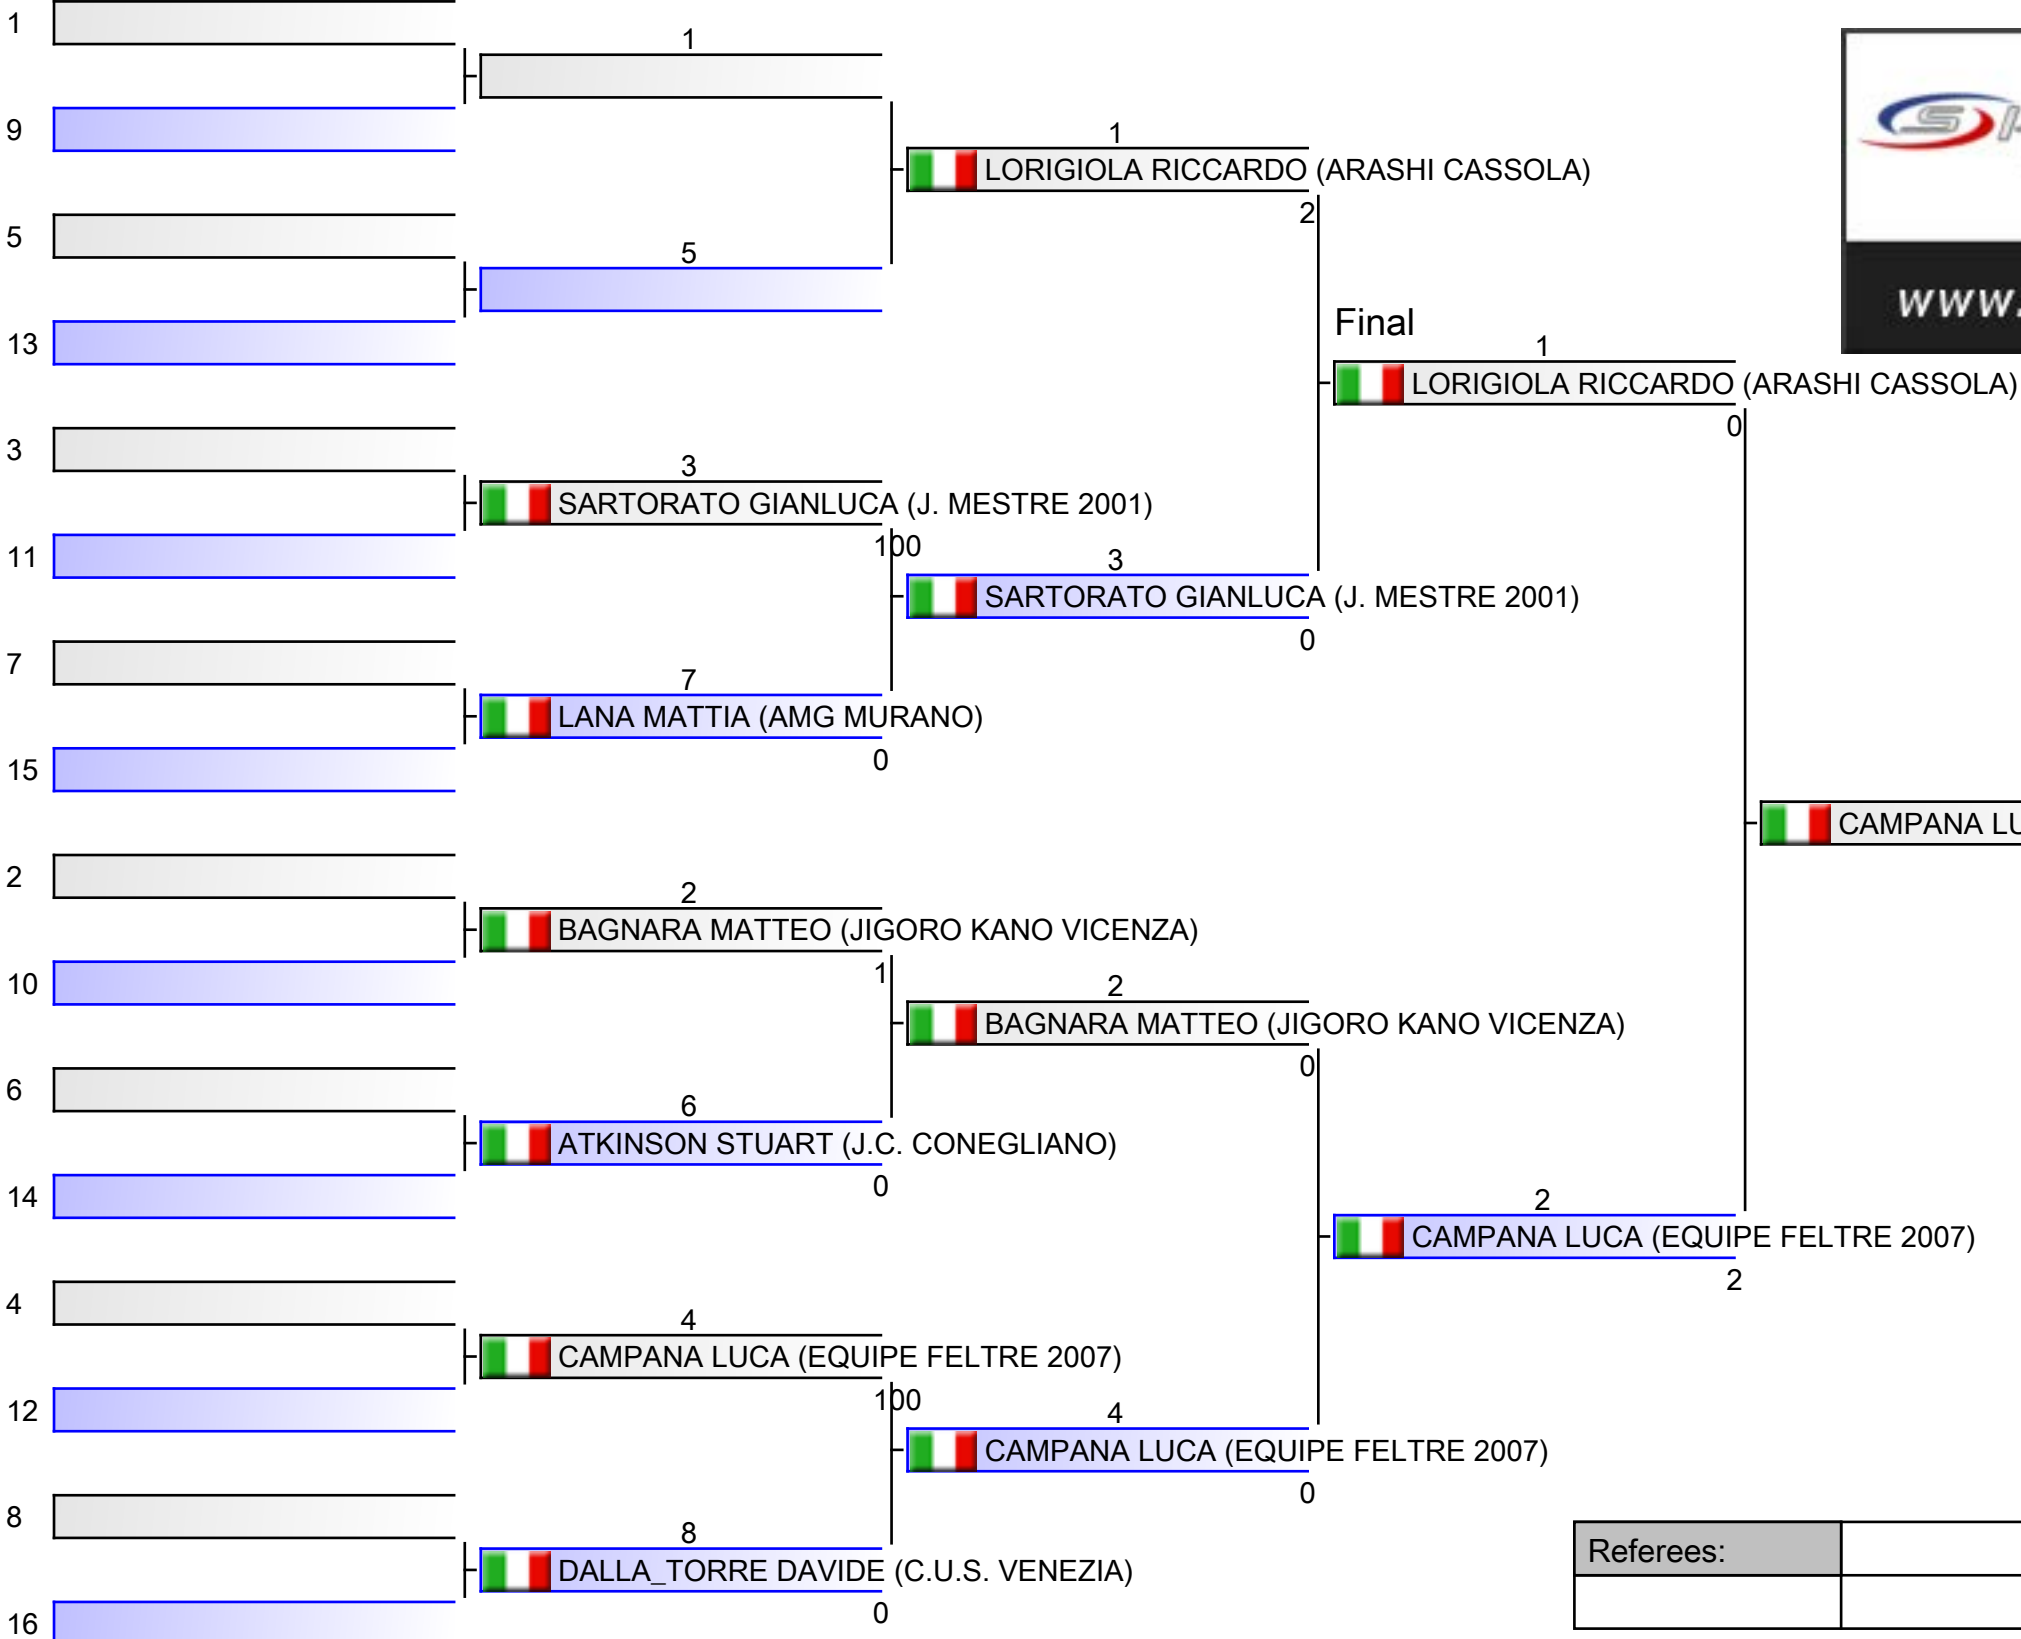 1
1
9
1
LORIGIOLA RICCARDO (ARASHI CASSOLA)
2
5
5
13
Final
1
LORIGIOLA RICCARDO (ARASHI CASSOLA)
0
www.
3
3
SARTORATO GIANLUCA (J. MESTRE 2001)
100
11
3
SARTORATO GIANLUCA (J. MESTRE 2001)
0
7
7
LANA MATTIA (AMG MURANO)
0
15
CAMPANA LU
2
2
BAGNARA MATTEO (JIGORO KANO VICENZA)
1
10
2
BAGNARA MATTEO (JIGORO KANO VICENZA)
0
6
6
ATKINSON STUART (J.C. CONEGLIANO)
0
14
2
CAMPANA LUCA (EQUIPE FELTRE 2007)
2
4
4
CAMPANA LUCA (EQUIPE FELTRE 2007)
100
12
4
CAMPANA LUCA (EQUIPE FELTRE 2007)
0
8
8
DALLA_TORRE DAVIDE (C.U.S. VENEZIA)
0
16
Referees: